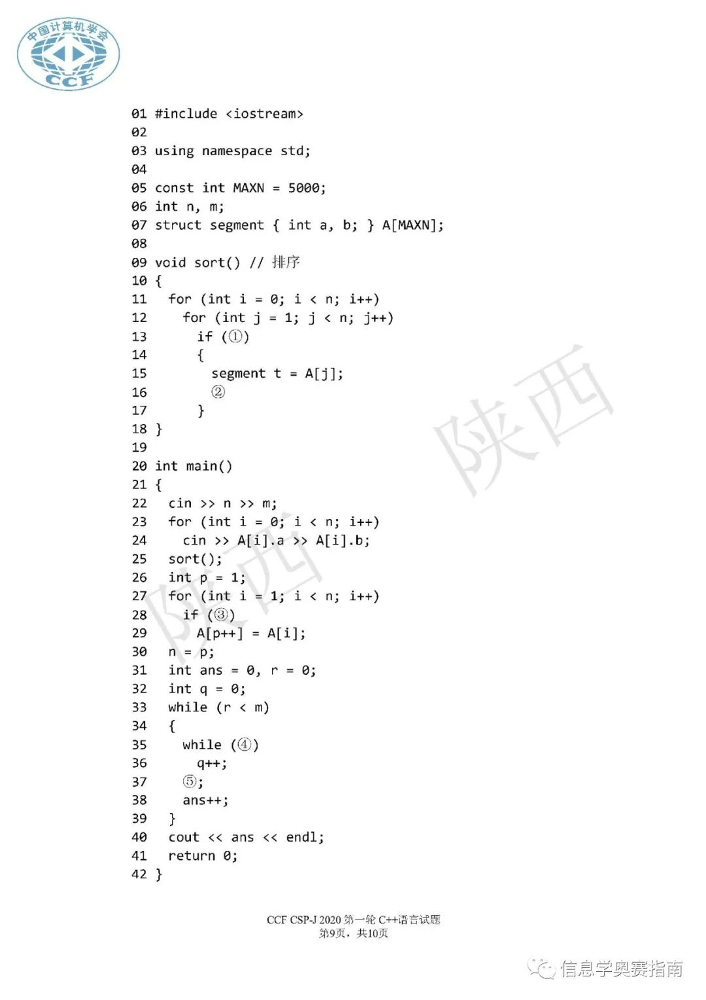 中国计算机学会
CCF
01 #include <iostream>
02
03 using namespace std;
04
05 const int MAXN = 5000;
06 int n, m;
07 struct segment { int a, b; } A[MAXN];
08
09 void sort() // 排序
10 {
11   for (int i = 0; i < n; i++)
12     for (int j = 1; j < n; j++)
13       if (①)
14       {
15         segment t = A[j];
16         ②
17       }
18 }
19
20 int main()
21 {
22   cin >> n >> m;
23   for (int i = 0; i < n; i++)
24     cin >> A[i].a >> A[i].b;
25   sort();
26   int p = 1;
27   for (int i = 1; i < n; i++)
28     if (③)
29       A[p++] = A[i];
30   n = p;
31   int ans = 0, r = 0;
32   int q = 0;
33   while (r < m)
34   {
35     while (④)
36       q++;
37     ⑤;
38     ans++;
39   }
40   cout << ans << endl;
41   return 0;
42 }
陕西
陕西
CCF CSP-J 2020 第一轮 C++语言试题
第9页，共10页
信息学奥赛指南